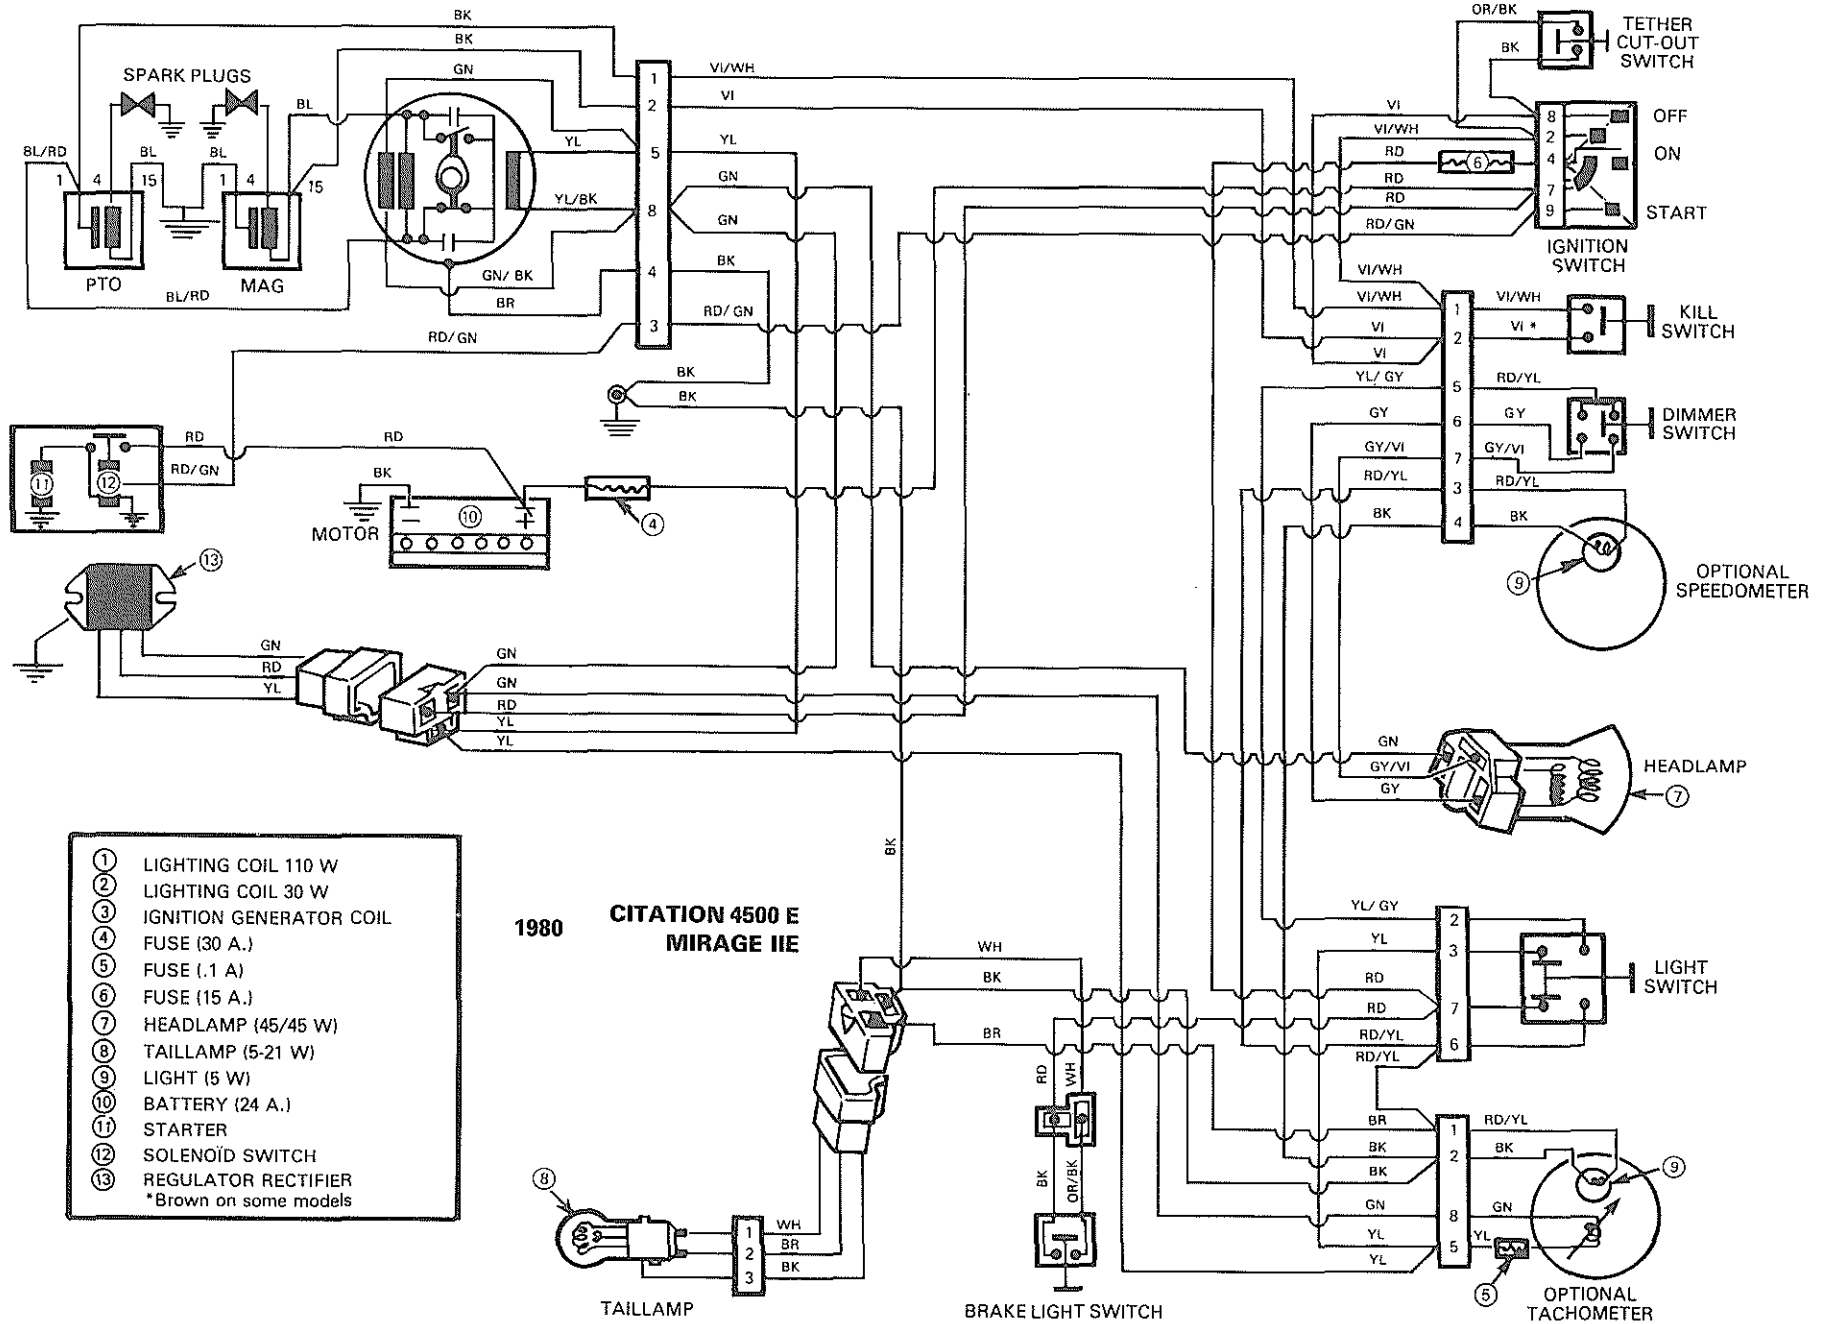 BK
BK
OR/BK
TETHER
CUT-OUT
SWITCH
BK
SPARK PLUGS
GN
1
VI/WH
2
VI
BL
VI
8
OFF
VI/WH
2
BL/RD
BL
BL
YL
5
YL
RD
6
4
ON
1
4
15
1
4
15
GN
RD
7
YL/BK
8
GN
RD
9
START
RD/GN
IGNITION
SWITCH
PTO
MAG
GN/BK
4
BK
VI/WH
BL/RD
BR
VI/WH
1
VI/WH
KILL
SWITCH
RD/GN
3
RD/GN
VI
2
VI *
VI
BK
YL/GY
5
RD/YL
BK
GY
6
GY
DIMMER
SWITCH
RD
RD
GY/VI
7
GY/VI
RD/GN
BK
RD/YL
3
RD/YL
11
12
10
4
BK
4
BK
MOTOR
13
9
OPTIONAL
SPEEDOMETER
GN
RD
YL
GN
GN
RD
YL
YL
GN
GY/VI
GY
HEADLAMP
7
1 LIGHTING COIL 110 W
2 LIGHTING COIL 30 W
3 IGNITION GENERATOR COIL
4 FUSE (30 A.)
5 FUSE (.1 A)
6 FUSE (15 A.)
7 HEADLAMP (45/45 W)
8 TAILLAMP (5-21 W)
9 LIGHT (5 W)
10 BATTERY (24 A.)
11 STARTER
12 SOLENOÏD SWITCH
13 REGULATOR RECTIFIER
*Brown on some models
BK
1980
CITATION 4500 E
MIRAGE IIE
YL/GY
2
WH
YL
3
BK
RD
LIGHT
SWITCH
RD
7
BR
RD/YL
6
RD/YL
RD
WH
BR
1
RD/YL
BK
2
BK
BK
9
BK
OR/BK
8
GN
8
GN
WH
1
BR
2
BK
3
YL
5
YL
YL
5
TAILLAMP
BRAKE LIGHT SWITCH
OPTIONAL
TACHOMETER